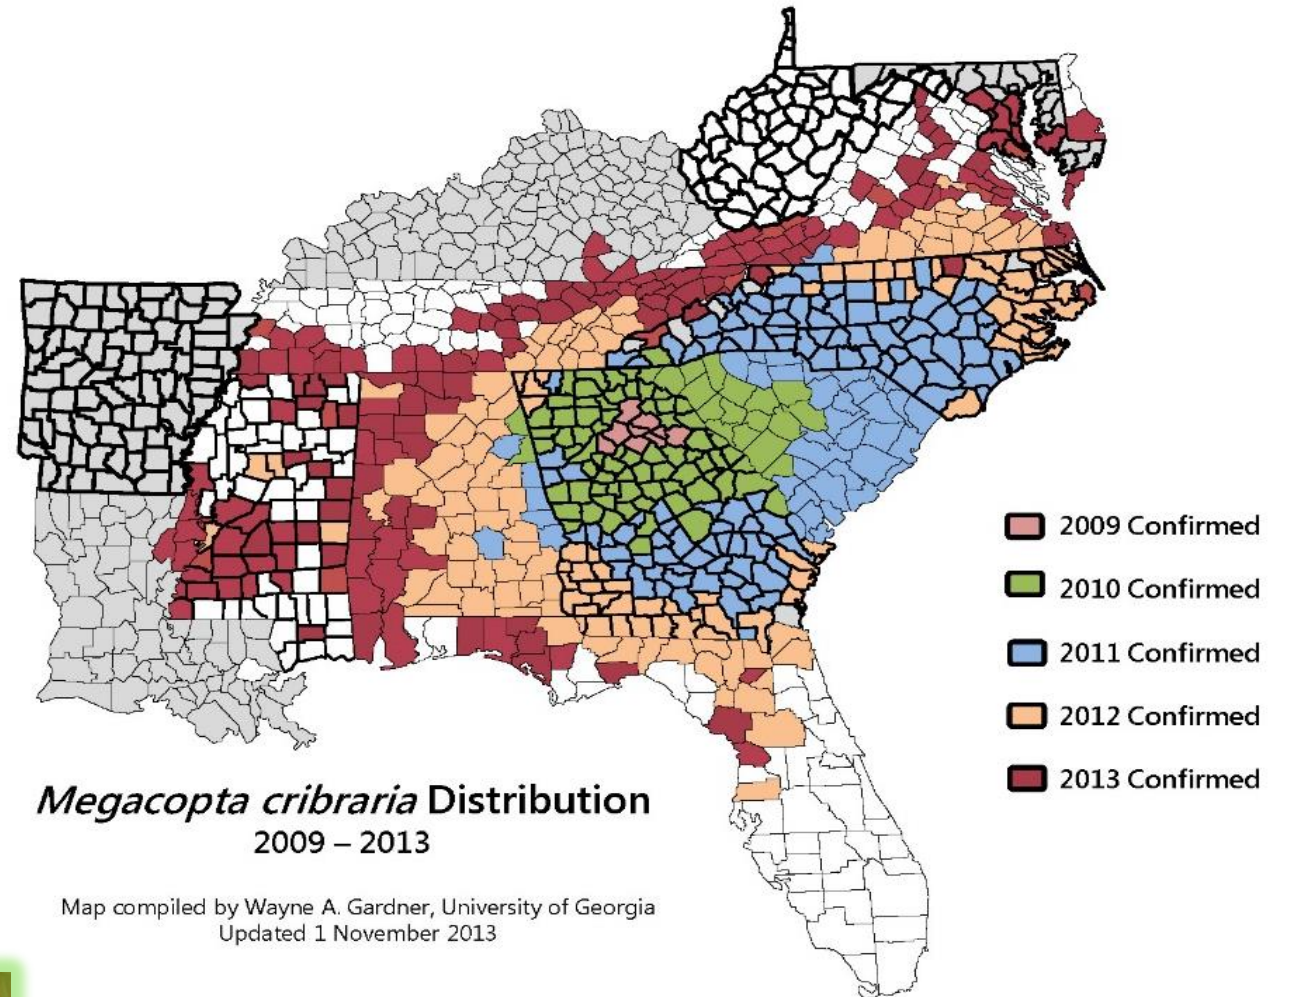 2009 Confirmed
2010 Confirmed
2011 Confirmed
2012 Confirmed
2013 Confirmed
Megacopta cribraria Distribution
2009 – 2013
Map compiled by Wayne A. Gardner, University of Georgia
Updated 1 November 2013